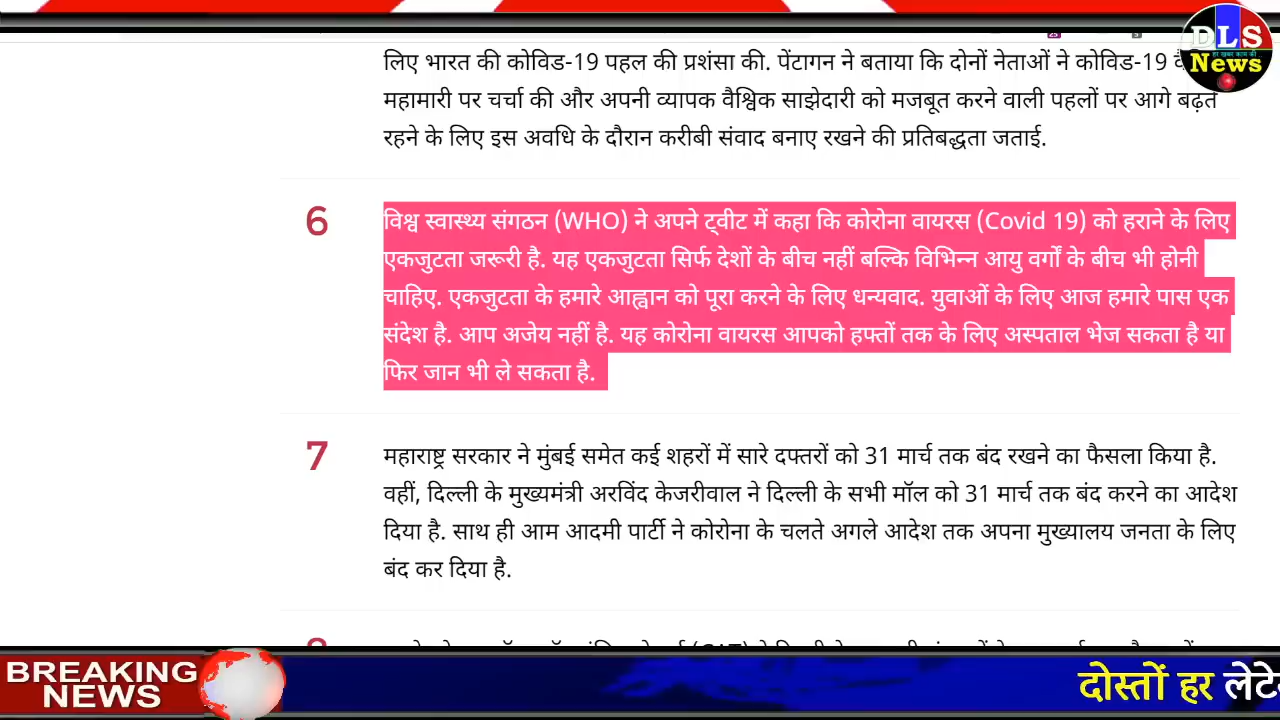 DLS
News
लिए भारत की कोविड-19 पहल की प्रशंसा की. पेंटागन ने बताया कि दोनों नेताओं ने कोविड-19
महामारी पर चर्चा की और अपनी व्यापक वैश्विक साझेदारी को मजबूत करने वाली पहलों पर आगे बढ़ते
रहने के लिए इस अवधि के दौरान करीबी संवाद बनाए रखने की प्रतिबद्धता जताई.
6
विश्व स्वास्थ्य संगठन (WHO) ने अपने ट्वीट में कहा कि कोरोना वायरस (Covid 19) को हराने के लिए
एकजुटता जरूरी है. यह एकजुटता सिर्फ देशों के बीच नहीं बल्कि विभिन्न आयु वर्गों के बीच भी होनी
चाहिए. एकजुटता के हमारे आह्वान को पूरा करने के लिए धन्यवाद. युवाओं के लिए आज हमारे पास एक
संदेश है. आप अजेय नहीं है. यह कोरोना वायरस आपको हफ्तों तक के लिए अस्पताल भेज सकता है या
फिर जान भी ले सकता है.
7
महाराष्ट्र सरकार ने मुंबई समेत कई शहरों में सारे दफ्तरों को 31 मार्च तक बंद रखने का फैसला किया है.
वहीं, दिल्ली के मुख्यमंत्री अरविंद केजरीवाल ने दिल्ली के सभी मॉल को 31 मार्च तक बंद करने का आदेश
दिया है. साथ ही आम आदमी पार्टी ने कोरोना के चलते अगले आदेश तक अपना मुख्यालय जनता के लिए
बंद कर दिया है.
BREAKING
NEWS
दोस्तों हर